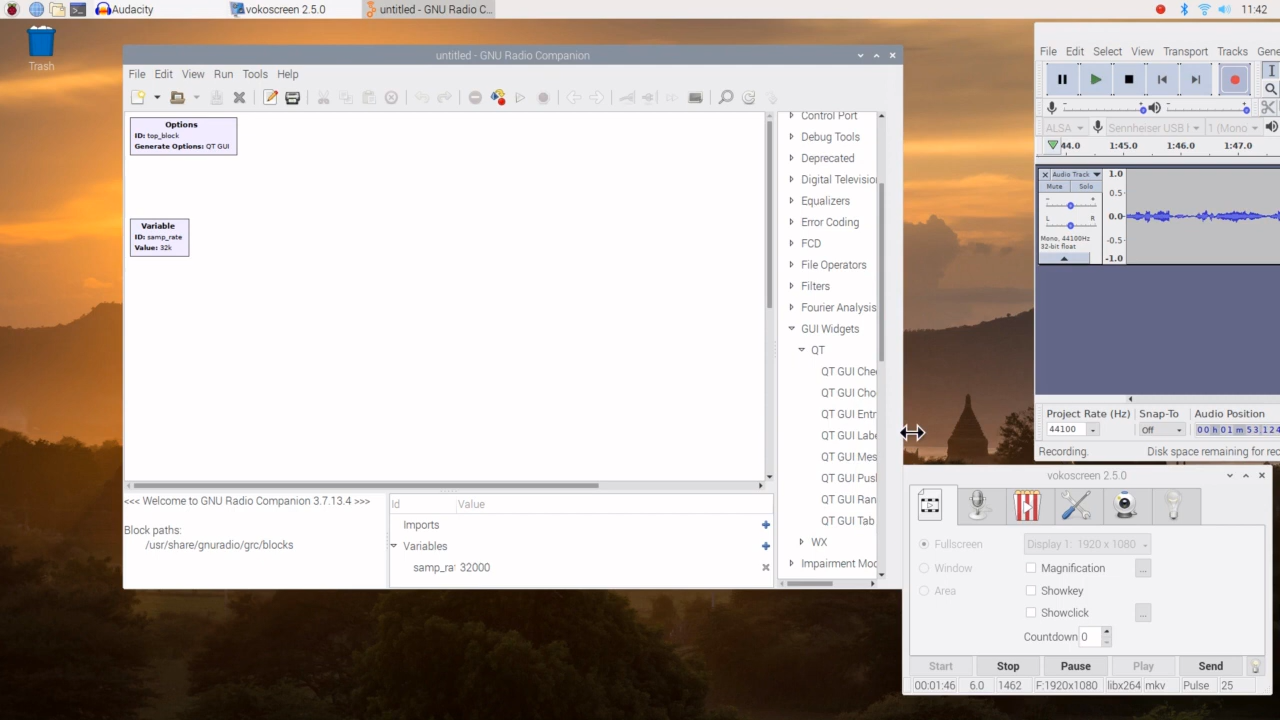 Audacity
vokoscreen 2.5.0
untitled - GNU Radio C...
11:42
Trash
untitled - GNU Radio Companion
File Edit View Run Tools Help
Options
ID: top_block
Generate Options: QT GUI
Variable
ID: samp_rate
Value: 32k
Control Port
Debug Tools
Deprecated
Digital Televisio
Equalizers
Error Coding
FCD
File Operators
Filters
Fourier Analysis
GUI Widgets
QT
QT GUI Che
QT GUI Cho
QT GUI Entr
QT GUI Labe
QT GUI Mes
QT GUI Pus
QT GUI Ran
QT GUI Tab
WX
Impairment Mod
<<< Welcome to GNU Radio Companion 3.7.13.4 >>>
Block paths:
/usr/share/gnuradio/grc/blocks
Id Value
Imports
Variables
samp_ra 32000
File Edit Select View Transport Tracks Gene
ALSA Sennheiser USB 1 (Mono
44.0 1:45.0 1:46.0 1:47.0
Audio Track
Mute Solo
- +
L R
Mono, 44100Hz
32-bit float
1.0
0.5
0.0
-0.5
-1.0
Project Rate (Hz) Snap-To Audio Position
44100 Off 00 h 01 m 53,124
Recording. Disk space remaining for rec
vokoscreen 2.5.0
Fullscreen Display 1: 1920 x 1080
Window Magnification ...
Area Showkey
Showclick ...
Countdown 0
Start Stop Pause Play Send
00:01:46 6.0 1462 F:1920x1080 libx264 mkv Pulse 25